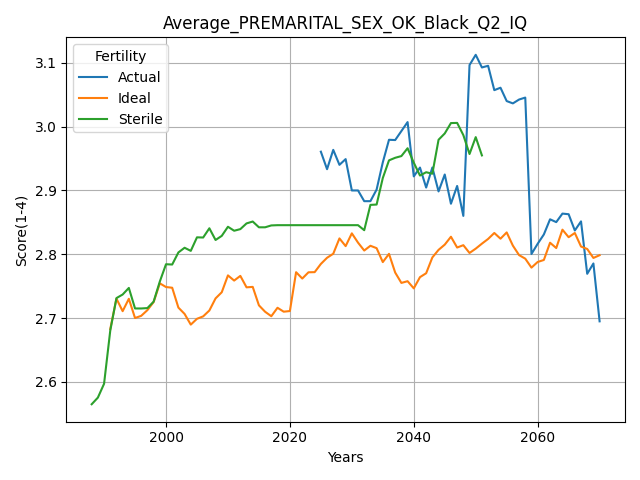 Average_PREMARITAL_SEX_OK_Black_Q2_IQ
Fertility
Actual
Ideal
Sterile
Score(1-4)
3.1
3.0
2.9
2.8
2.7
2.6
2000
2020
2040
2060
Years